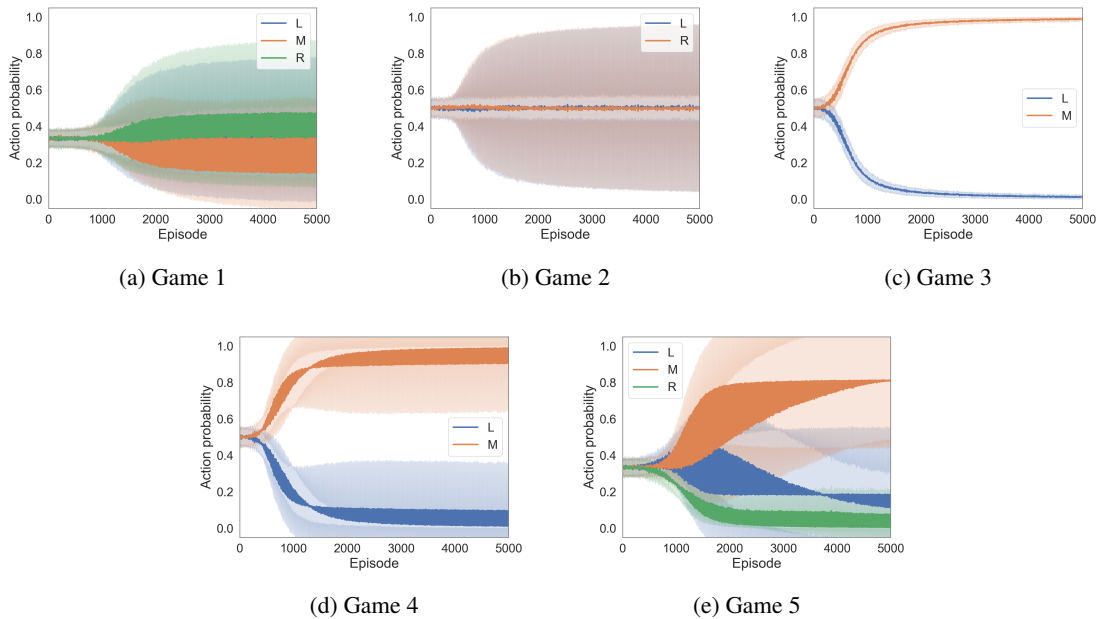 1.0
0.8
0.6
0.4
0.2
0.0
Action probability
0
1000
2000
3000
4000
5000
Episode
L
M
R
(a) Game 1
1.0
0.8
0.6
0.4
0.2
0.0
Action probability
0
1000
2000
3000
4000
5000
Episode
L
R
(b) Game 2
1.0
0.8
0.6
0.4
0.2
0.0
Action probability
0
1000
2000
3000
4000
5000
Episode
L
M
(c) Game 3
1.0
0.8
0.6
0.4
0.2
0.0
Action probability
0
1000
2000
3000
4000
5000
Episode
L
M
(d) Game 4
1.0
0.8
0.6
0.4
0.2
0.0
Action probability
0
1000
2000
3000
4000
5000
Episode
L
M
R
(e) Game 5